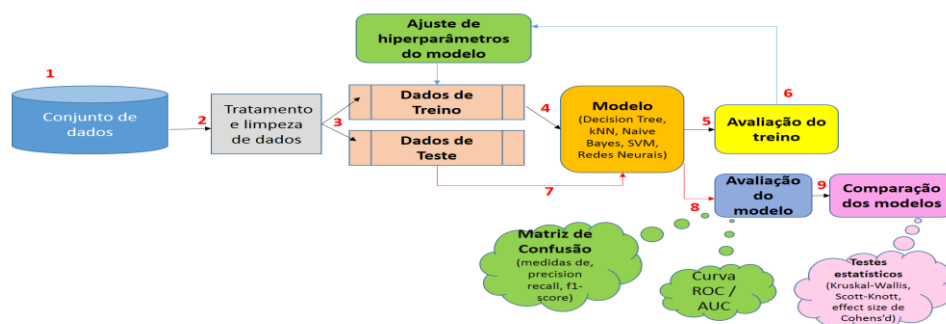 1
Conjunto de
dados
2
Tratamento
e limpeza
de dados
3
Ajuste de
hiperparâmetros
do modelo
Dados de
Treino
Dados de
Teste
4
Modelo
(Decision Tree,
kNN, Naive
Bayes, SVM,
Redes Neurais)
5
Avaliação do
treino
6
7
8
Avaliação
do
modelo
9
Comparação
dos modelos
Matriz de
Confusão
(medidas de, precision
recall, f1-
score)
Curva
ROC /
AUC
Testes
estatísticos
(Kruskal-Wallis,
Scott-Knott,
effect size de
Cohens'd)